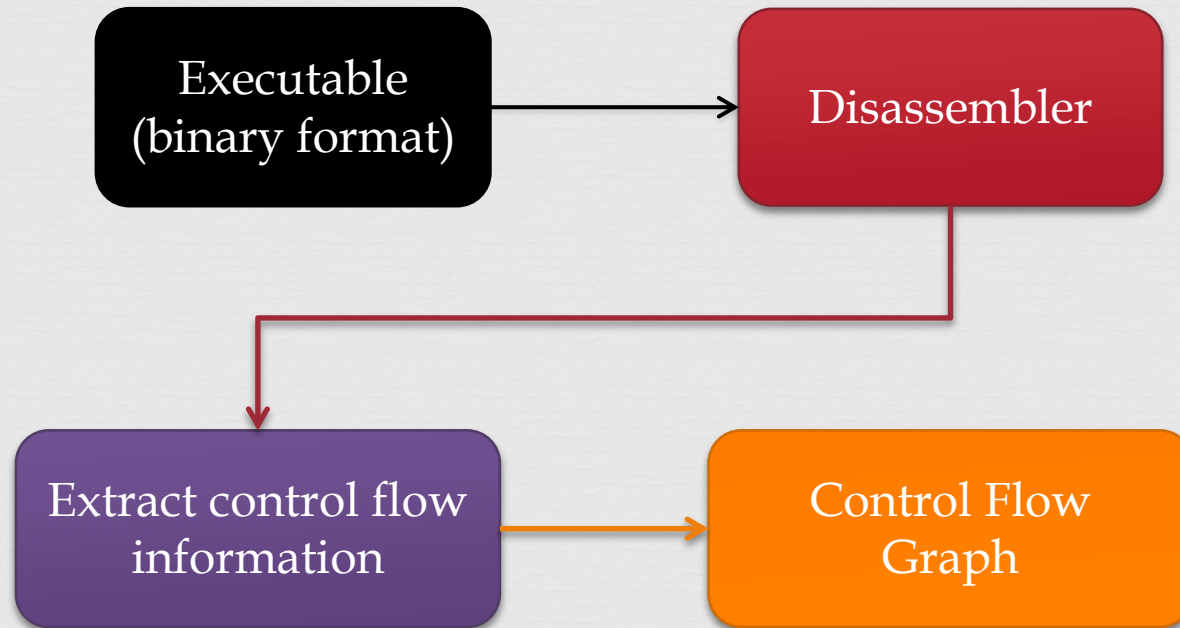 Executable
(binary format)
Disassembler
Extract control flow
information
Control Flow
Graph